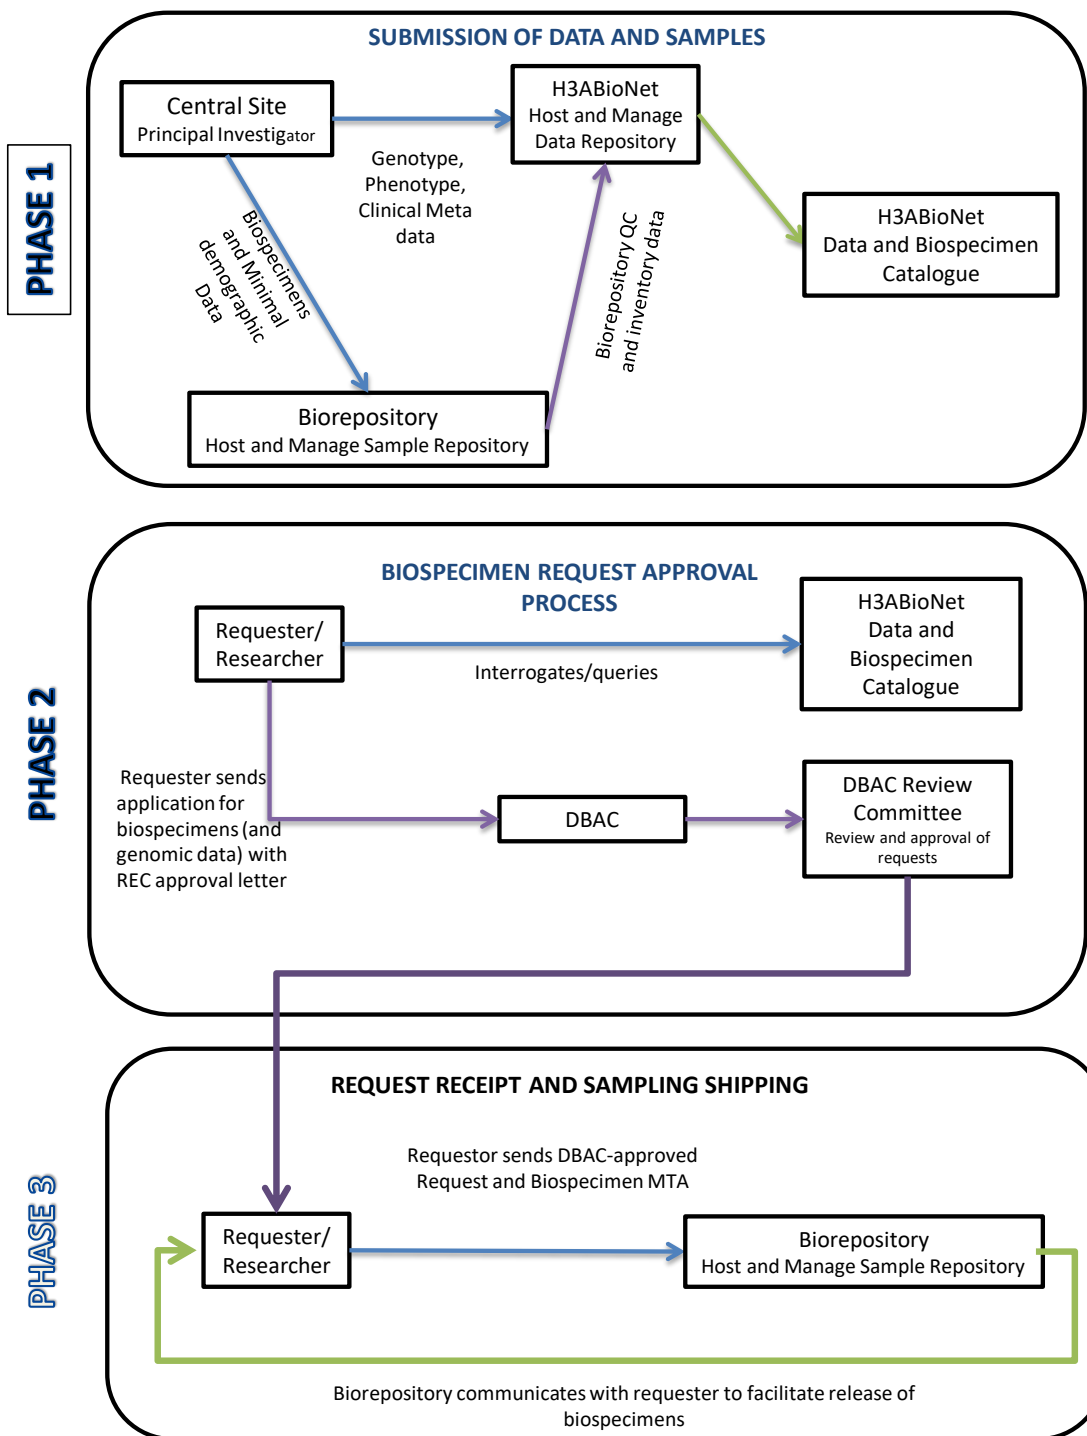 SUBMISSION OF DATA AND SAMPLES
PHASE 1
Central Site
Principal Investigator
H3ABioNet
Host and Manage
Data Repository
Genotype,
Phenotype,
Clinical Meta
data
Biospecimens
and Minimal
demographic
Data
Biorepository QC
and inventory data
H3ABioNet
Data and Biospecimen
Catalogue
Biorepository
Host and Manage Sample Repository
PHASE 2
BIOSPECIMEN REQUEST APPROVAL
PROCESS
Requester/
Researcher
Interrogates/queries
H3ABioNet
Data and
Biospecimen
Catalogue
Requester sends
application for
biospecimens (and
genomic data) with
REC approval letter
DBAC
DBAC Review
Committee
Review and approval of
requests
PHASE 3
REQUEST RECEIPT AND SAMPLING SHIPPING
Requestor sends DBAC-approved
Request and Biospecimen MTA
Requester/
Researcher
Biorepository
Host and Manage Sample Repository
Biorepository communicates with requester to facilitate release of
biospecimens